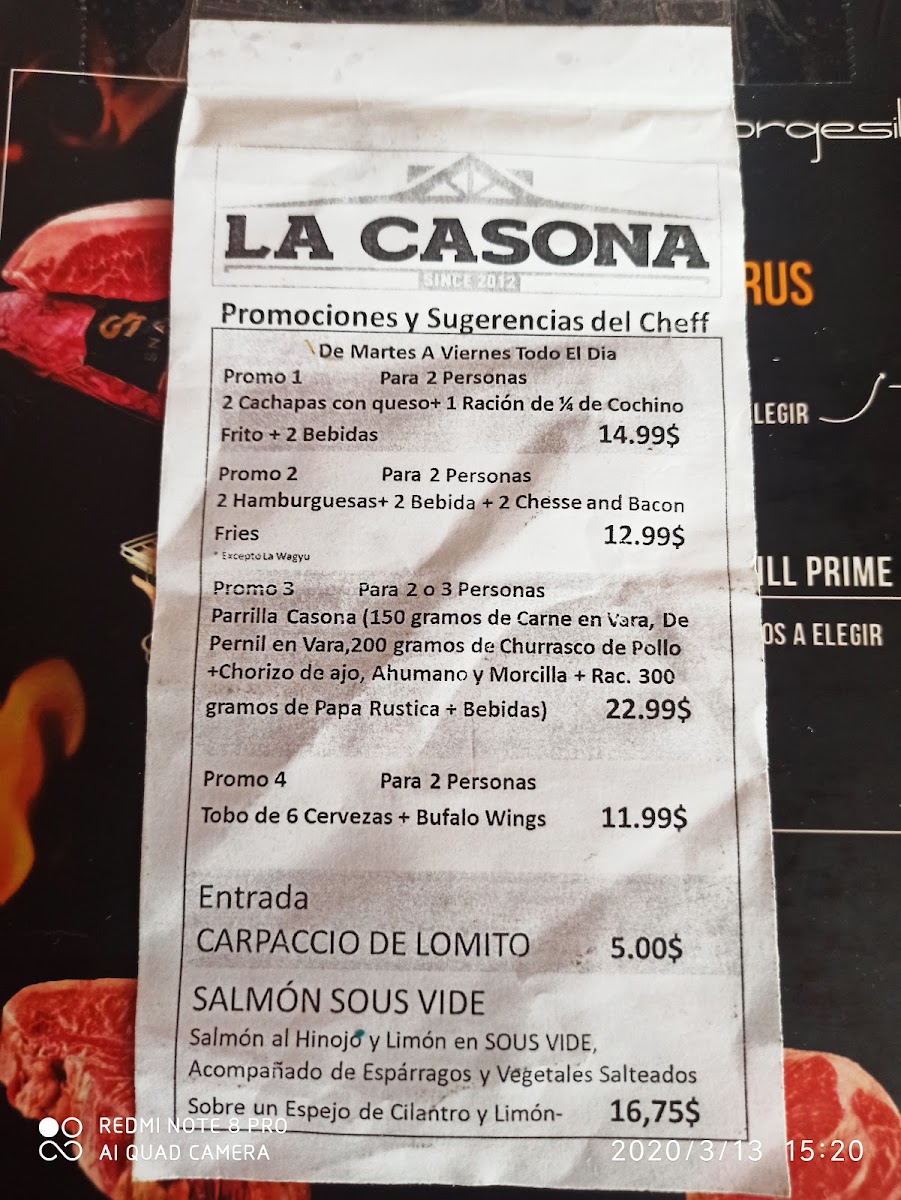 LA CASONA
SINCE 2012
Promociones y Sugerencias del Cheff
De Martes A Viernes Todo El Dia
Promo 1 Para 2 Personas
2 Cachapas con queso+ 1 Ración de ¼ de Cochino
Frito + 2 Bebidas 14.99$
Promo 2 Para 2 Personas
2 Hamburguesas+ 2 Bebida + 2 Chesse and Bacon
Fries 12.99$
* Excepto La Wagyu
Promo 3 Para 2 o 3 Personas
Parrilla Casona (150 gramos de Carne en Vara, De
Pernil en Vara,200 gramos de Churrasco de Pollo
+Chorizo de ajo, Ahumano y Morcilla + Rac. 300
gramos de Papa Rustica + Bebidas) 22.99$
Promo 4 Para 2 Personas
Tobo de 6 Cervezas + Bufalo Wings 11.99$
Entrada
CARPACCIO DE LOMITO 5.00$
SALMÓN SOUS VIDE
Salmón al Hinojo y Limón en SOUS VIDE,
Acompañado de Espárragos y Vegetales Salteados
Sobre un Espejo de Cilantro y Limón- 16,75$
RUS
LEGIR
ILL PRIME
OS A ELEGIR
REDMI NOTE 8 PRO
AI QUAD CAMERA
2020/3/13 15:20